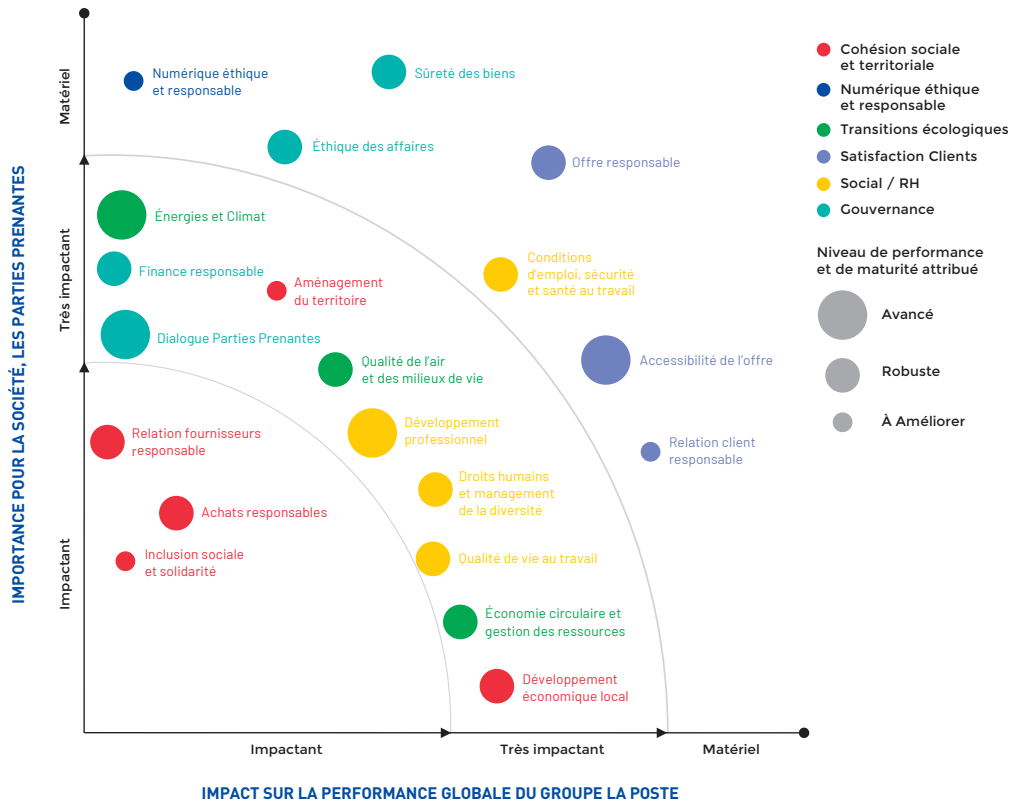 IMPORTANCE POUR LA SOCIÉTÉ, LES PARTIES PRENANTES
Matériel
Très impactant
Impactant
Numérique éthique
et responsable
Sûreté des biens
Éthique des affaires
Offre responsable
Énergies et Climat
Finance responsable
Aménagement
du territoire
Conditions
d'emploi, sécurité
et santé au travail
Dialogue Parties Prenantes
Qualité de l'air
et des milieux de vie
Accessibilité de l'offre
Relation fournisseurs
responsable
Développement
professionnel
Relation client
responsable
Droits humains
et management
de la diversité
Achats responsables
Inclusion sociale
et solidarité
Qualité de vie au travail
Économie circulaire et
gestion des ressources
Développement
économique local
Impactant
Très impactant
Matériel
IMPACT SUR LA PERFORMANCE GLOBALE DU GROUPE LA POSTE
Cohésion sociale
et territoriale
Numérique éthique
et responsable
Transitions écologiques
Satisfaction Clients
Social / RH
Gouvernance
Niveau de performance
et de maturité attribué
Avancé
Robuste
À Améliorer